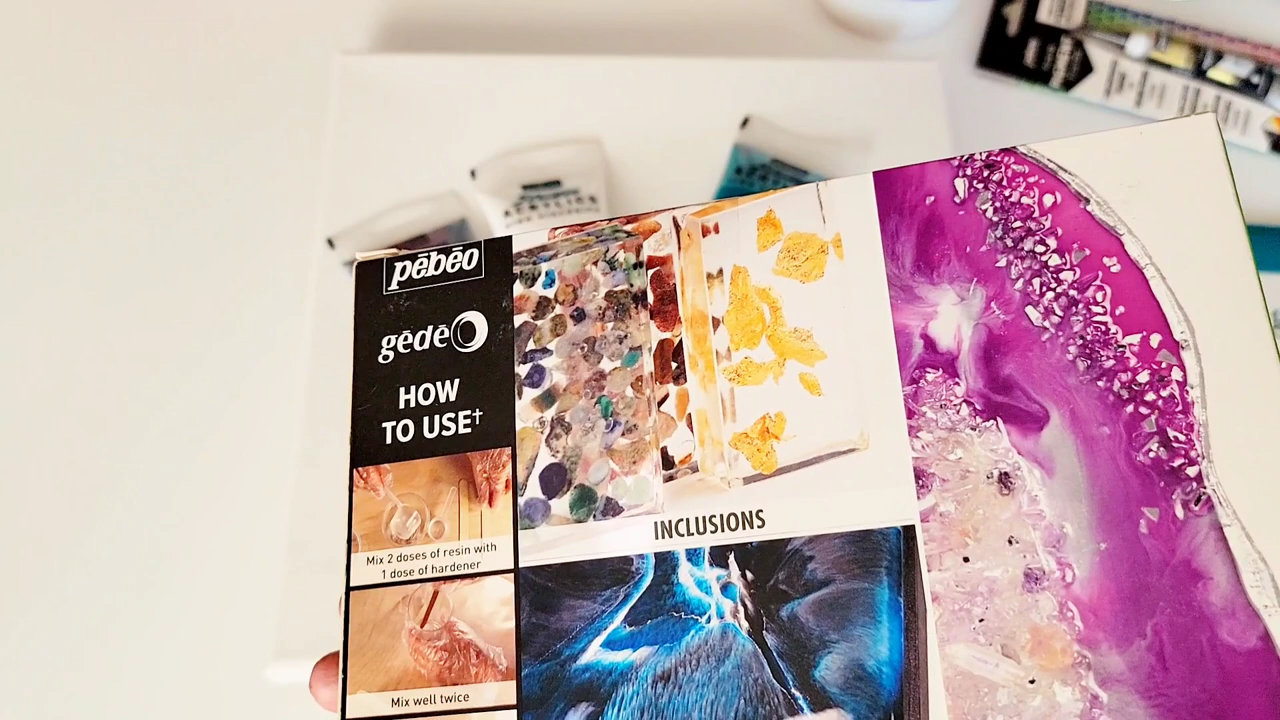 pēbēo
gēdēO
HOW
TO USE†
Mix 2 doses of resin with
1 dose of hardener
Mix well twice
INCLUSIONS
ACRYLICS